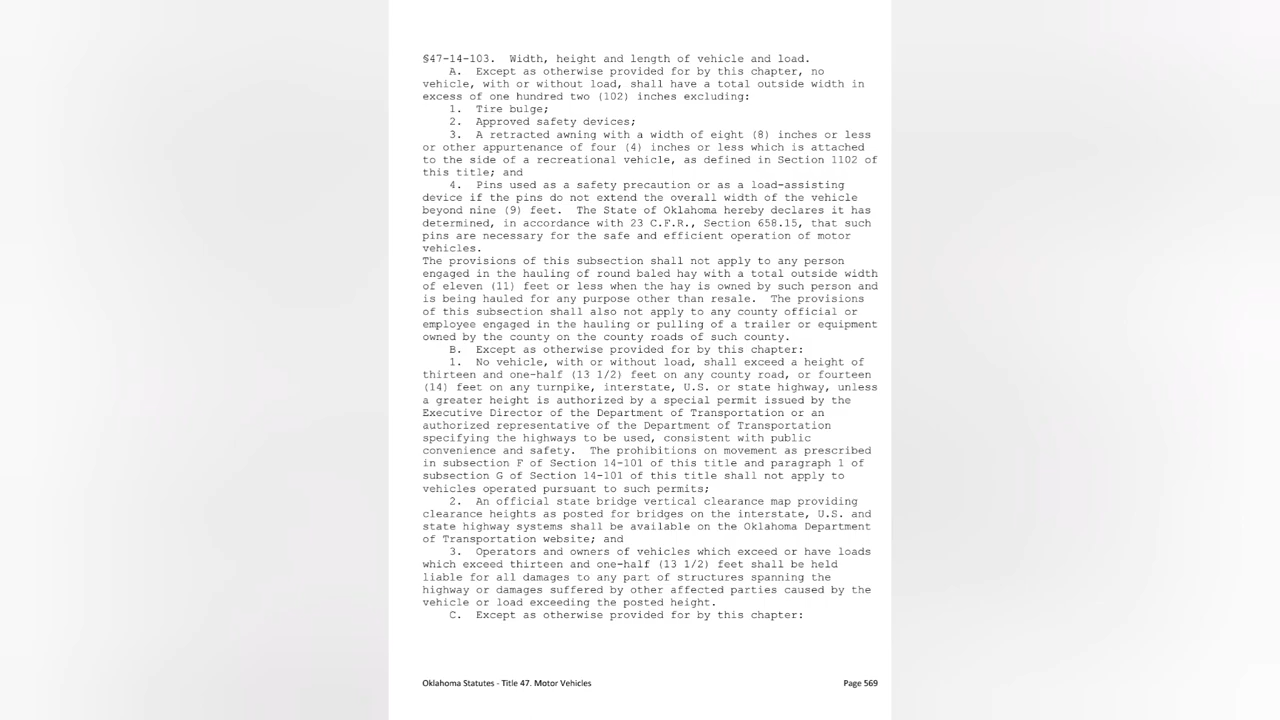 §47-14-103. Width, height and length of vehicle and load.
A. Except as otherwise provided for by this chapter, no
vehicle, with or without load, shall have a total outside width in
excess of one hundred two (102) inches excluding:
1. Tire bulge;
2. Approved safety devices;
3. A retracted awning with a width of eight (8) inches or less
or other appurtenance of four (4) inches or less which is attached
to the side of a recreational vehicle, as defined in Section 1102 of
this title; and
4. Pins used as a safety precaution or as a load-assisting
device if the pins do not extend the overall width of the vehicle
beyond nine (9) feet. The State of Oklahoma hereby declares it has
determined, in accordance with 23 C.F.R., Section 658.15, that such
pins are necessary for the safe and efficient operation of motor
vehicles.
The provisions of this subsection shall not apply to any person
engaged in the hauling of round baled hay with a total outside width
of eleven (11) feet or less when the hay is owned by such person and
is being hauled for any purpose other than resale. The provisions
of this subsection shall also not apply to any county official or
employee engaged in the hauling or pulling of a trailer or equipment
owned by the county on the county roads of such county.
B. Except as otherwise provided for by this chapter:
1. No vehicle, with or without load, shall exceed a height of
thirteen and one-half (13 1/2) feet on any county road, or fourteen
(14) feet on any turnpike, interstate, U.S. or state highway, unless
a greater height is authorized by a special permit issued by the
Executive Director of the Department of Transportation or an
authorized representative of the Department of Transportation
specifying the highways to be used, consistent with public
convenience and safety. The prohibitions on movement as prescribed
in subsection F of Section 14-101 of this title and paragraph 1 of
subsection G of Section 14-101 of this title shall not apply to
vehicles operated pursuant to such permits;
2. An official state bridge vertical clearance map providing
clearance heights as posted for bridges on the interstate, U.S. and
state highway systems shall be available on the Oklahoma Department
of Transportation website; and
3. Operators and owners of vehicles which exceed or have loads
which exceed thirteen and one-half (13 1/2) feet shall be held
liable for all damages to any part of structures spanning the
highway or damages suffered by other affected parties caused by the
vehicle or load exceeding the posted height.
C. Except as otherwise provided for by this chapter:
Oklahoma Statutes - Title 47. Motor Vehicles Page 569